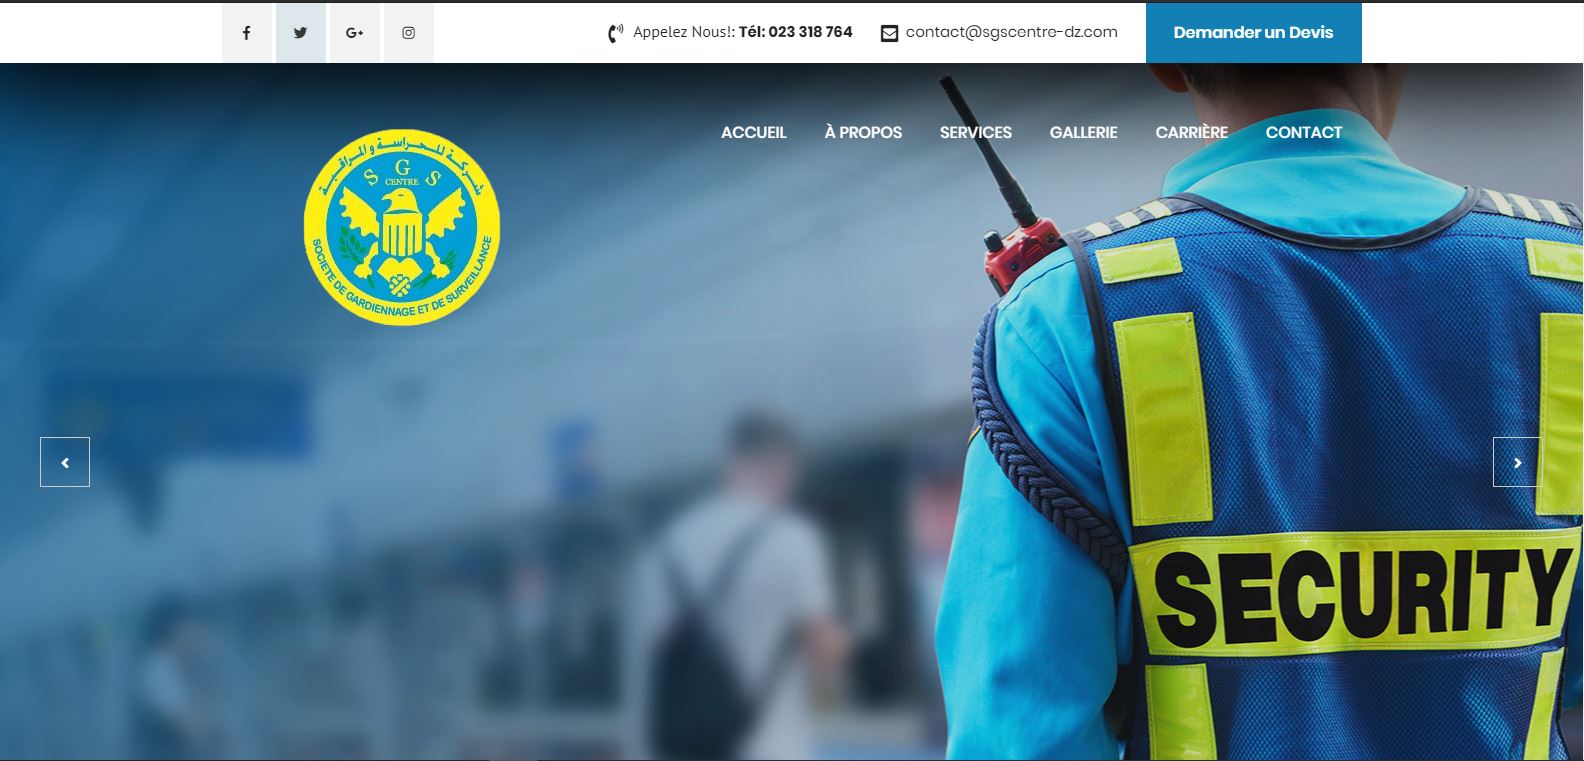 Appelez Nous!: Tél: 023 318 764
contact@sgscentre-dz.com
Demander un Devis
ACCUEIL
À PROPOS
SERVICES
GALLERIE
CARRIÈRE
CONTACT
شركة للحراسة والمراقبة
S G S
CENTRE
SOCIETE DE GARDIENNAGE ET DE SURVEILLANCE
SECURITY